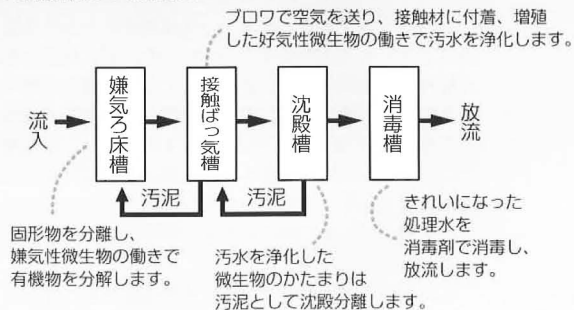 ブロワで空気を送り、接触材に付着、増殖
した好気性微生物の働きで汚水を浄化します。
流入
嫌気ろ床槽
接触ばっ気槽
沈殿槽
消毒槽
放流
汚泥
汚泥
固形物を分離し、
嫌気性微生物の働きで
有機物を分解します。
汚水を浄化した
微生物のかたまりは
汚泥として沈殿分離します。
きれいになった
処理水を
消毒剤で消毒し、
放流します。